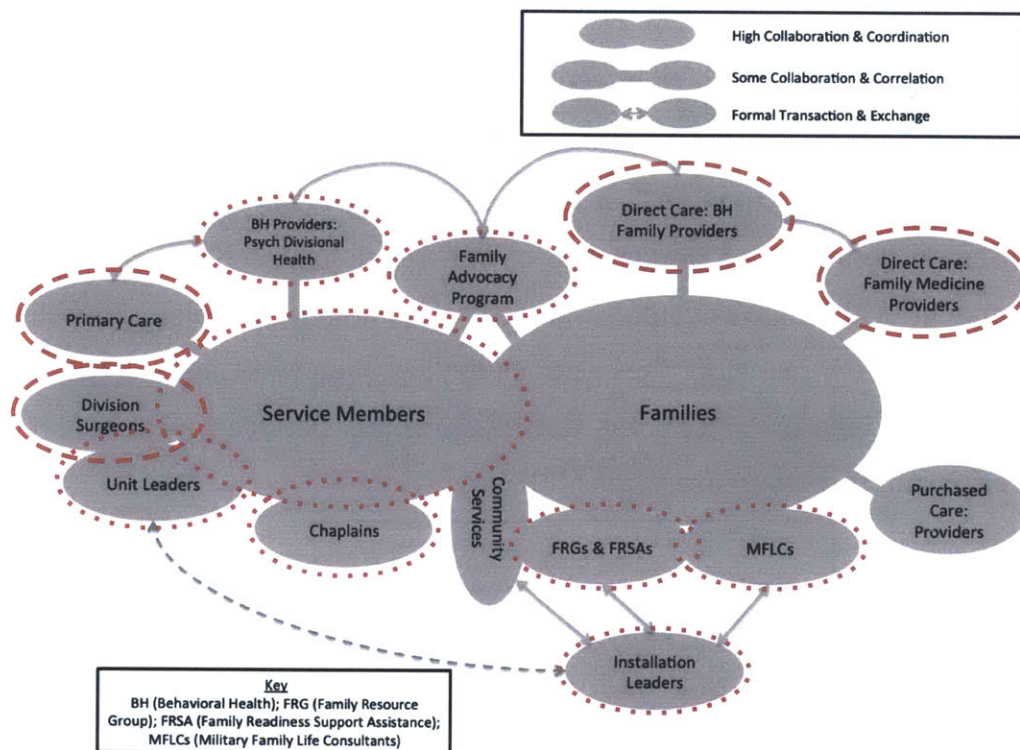 High Collaboration & Coordination
Some Collaboration & Correlation
Formal Transaction & Exchange
BH Providers:
Psych Divisional
Health
Direct Care: BH
Family Providers
Family
Advocacy
Program
Direct Care:
Family Medicine
Providers
Primary Care
Division
Surgeons
Service Members
Families
Unit Leaders
Chaplains
Community
Services
FRGs & FRSAs
MFLCs
Purchased
Care:
Providers
Installation
Leaders
Key
BH (Behavioral Health); FRG (Family Resource
Group); FRSA (Family Readiness Support Assistance);
MFLCs (Military Family Life Consultants)